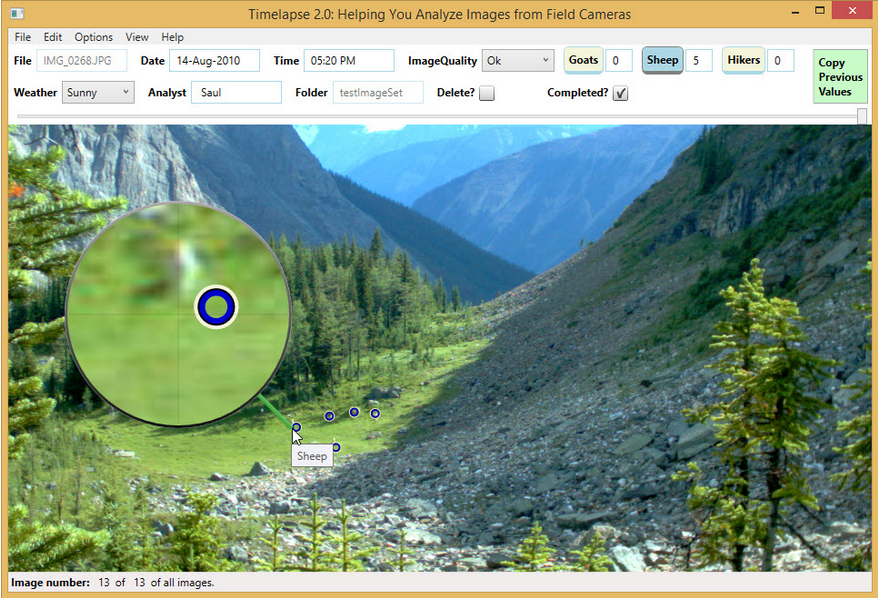 Timelapse 2.0: Helping You Analyze Images from Field Cameras
File Edit Options View Help
File IMG_0268.JPG Date 14-Aug-2010 Time 05:20 PM ImageQuality Ok Goats 0 Sheep 5 Hikers 0
Copy
Previous
Values
Weather Sunny Analyst Saul Folder testImageSet Delete? Completed?
Sheep
Image number: 13 of 13 of all images.